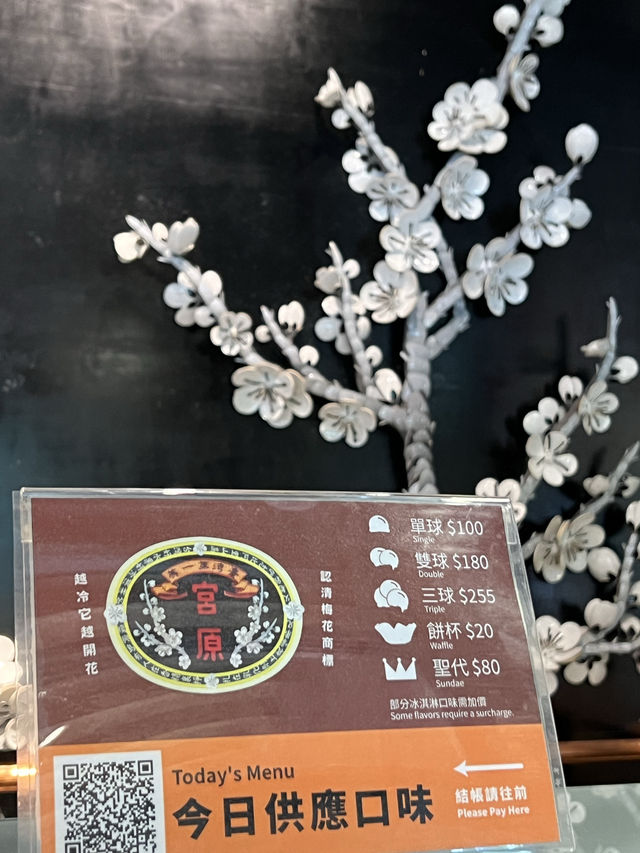 越冷它越開花
宮
原
認清梅花商標
單球 $100
Single
雙球 $180
Double
三球 $255
Triple
餅杯 $20
Waffle
聖代 $80
Sundae
部分冰淇淋口味需加價
Some flavors require a surcharge.
Today's Menu
今日供應口味
結帳請往前
Please Pay Here